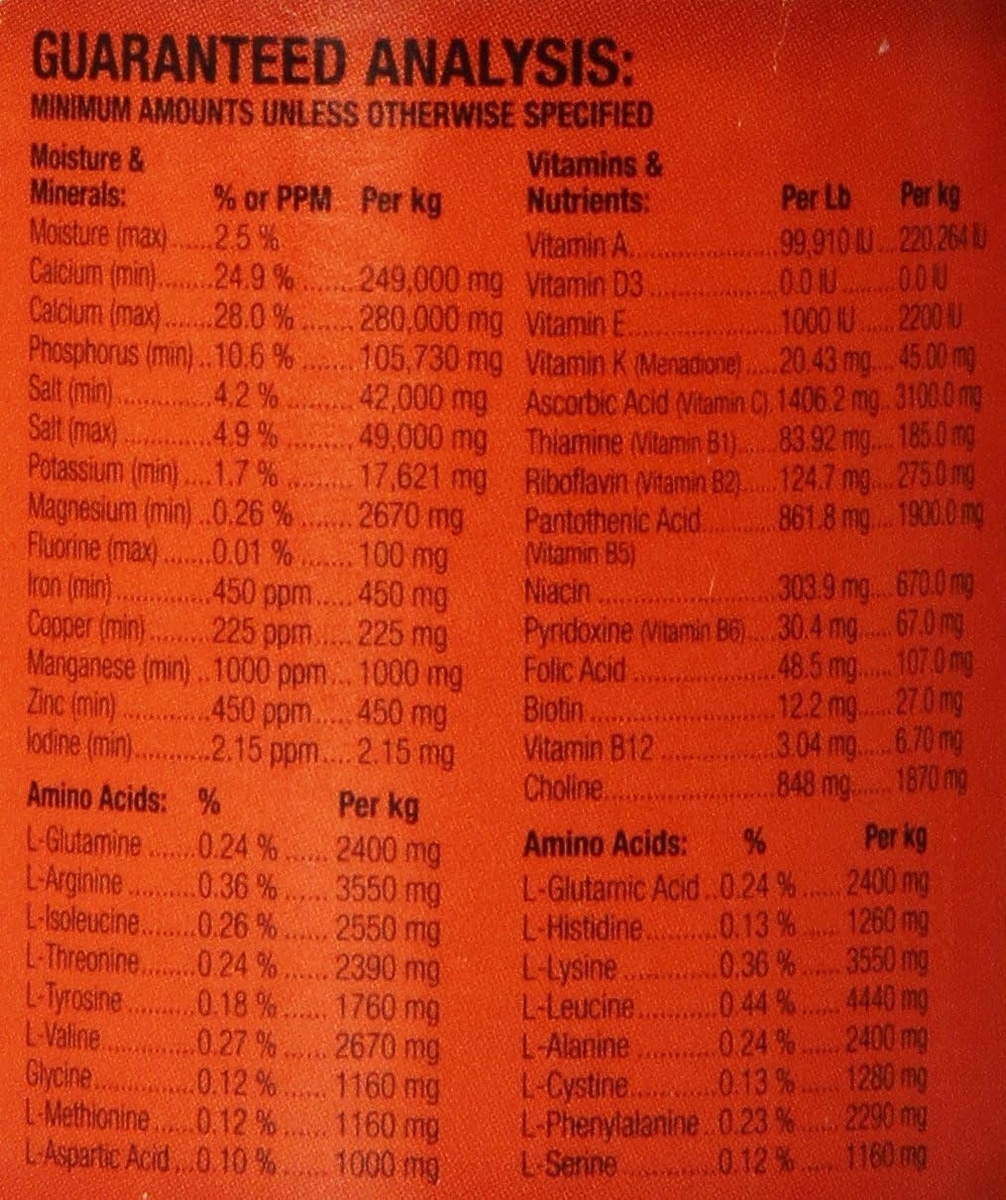 GUARANTEED ANALYSIS:
MINIMUM AMOUNTS UNLESS OTHERWISE SPECIFIED
Moisture &
Minerals: % or PPM Per kg
Moisture (max)......2.5 %
Calcium (min).......24.9 % ....... 249,000 mg
Calcium (max).......28.0 % ....... 280,000 mg
Phosphorus (min)..10.6 % ....... 105,730 mg
Salt (min)..............4.2 % ......... 42,000 mg
Salt (max).............4.9 % ......... 49,000 mg
Potassium (min)....1.7 % ......... 17,621 mg
Magnesium (min)..0.26 % ....... 2670 mg
Fluorine (max).......0.01 % ....... 100 mg
Iron (min)..............450 ppm..... 450 mg
Copper (min)..........225 ppm..... 225 mg
Manganese (min)..1000 ppm... 1000 mg
Zinc (min).............450 ppm..... 450 mg
Iodine (min)...........2.15 ppm.... 2.15 mg
Amino Acids: % Per kg
L-Glutamine.......0.24 % ...... 2400 mg
L-Arginine..........0.36 % ...... 3550 mg
L-Isoleucine.......0.26 % ...... 2550 mg
L-Threonine.......0.24 % ...... 2390 mg
L-Tyrosine..........0.18 % ...... 1760 mg
L-Valine..............0.27 % ...... 2670 mg
Glycine...............0.12 % ...... 1160 mg
L-Methionine......0.12 % ...... 1160 mg
L-Aspartic Acid...0.10 % ...... 1000 mg
Vitamins &
Nutrients: Per Lb Per kg
Vitamin A.....................99,910 IU...220,264 IU
Vitamin D3...................0.0 IU.........0.0 IU
Vitamin E.....................1000 IU......2200 IU
Vitamin K (Menadione).....20.43 mg...45.00 mg
Ascorbic Acid (Vitamin C).1406.2 mg..3100.0 mg
Thiamine (Vitamin B1).....83.92 mg....185.0 mg
Riboflavin (Vitamin B2).....124.7 mg....275.0 mg
Pantothenic Acid............861.8 mg....1900.0 mg
(Vitamin B5)
Niacin..........................303.9 mg....670.0 mg
Pyridoxine (Vitamin B6).....30.4 mg......67.0 mg
Folic Acid.....................48.5 mg......107.0 mg
Biotin...........................12.2 mg......27.0 mg
Vitamin B12.................3.04 mg......6.70 mg
Choline.........................848 mg.......1870 mg
Amino Acids: % Per kg
L-Glutamic Acid..0.24 % ...... 2400 mg
L-Histidine...........0.13 % ...... 1260 mg
L-Lysine..............0.36 % ...... 3550 mg
L-Leucine............0.44 % ...... 4440 mg
L-Alanine............0.24 % ...... 2400 mg
L-Cystine............0.13 % ...... 1280 mg
L-Phenylalanine..0.23 % ...... 2290 mg
L-Serine..............0.12 % ...... 1160 mg